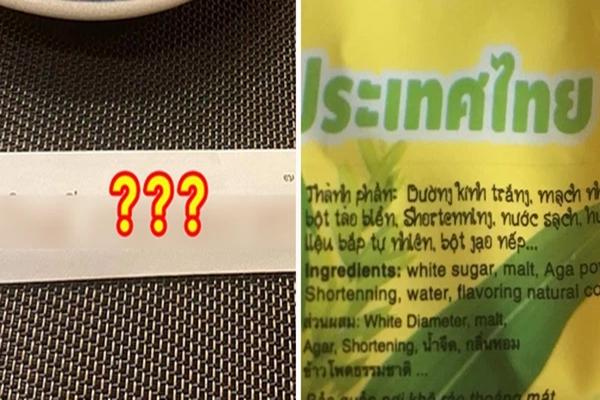 ???
ประเทศไทย
Thành phần: Đường kính trắng, mạch
bột tảo biển, Shortenning, nước sạch,
liệu bắp tự nhiên, bột gạo nếp...
Ingredients: white sugar, malt, Aga
Shortenning, water, flavoring natural
ส่วนผสม: White Diameter, malt,
Agar, Shortening, น้ำจืด, กลิ่นหอม
ข้าวโพดธรรมชาติ ...